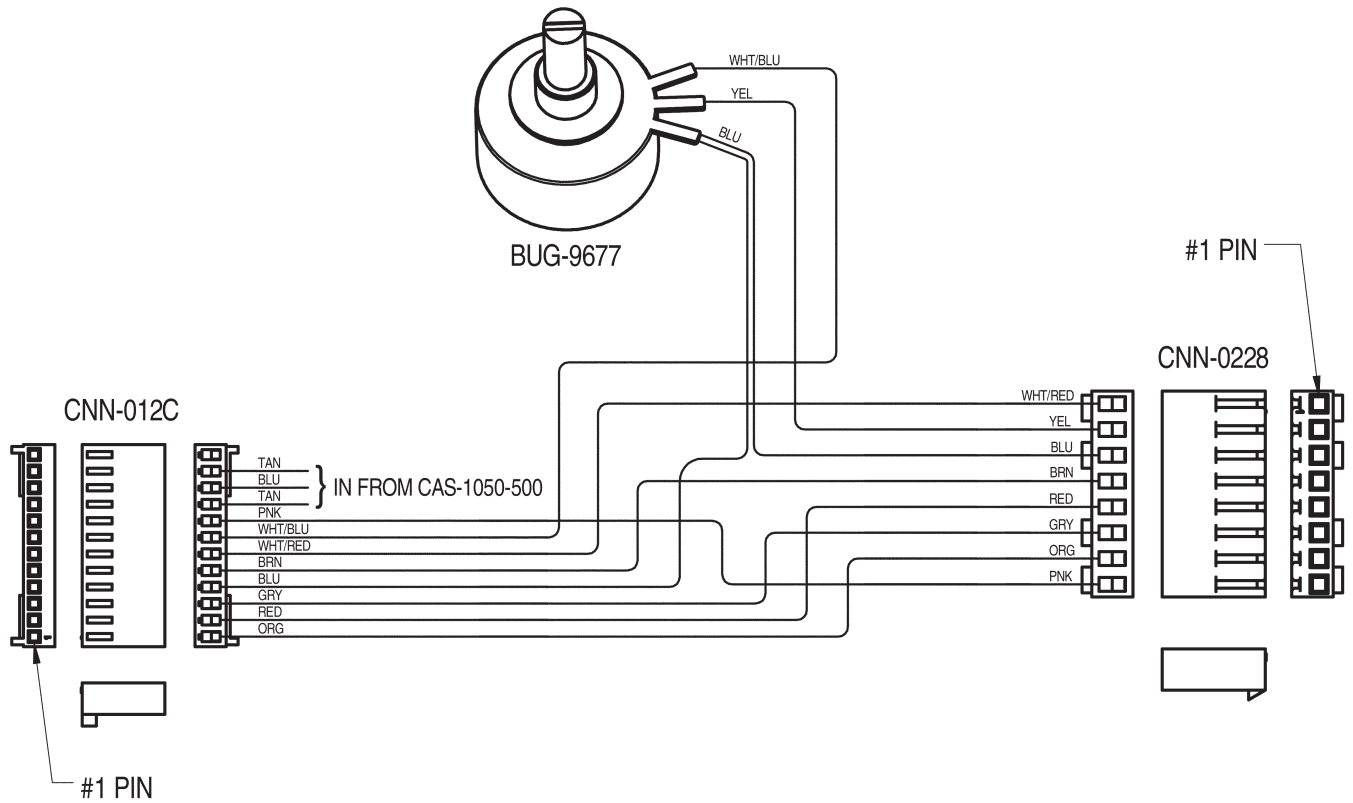 WHT/BLU
YEL
BLU
BUG-9677
#1 PIN
CNN-0228
CNN-012C
WHT/RED
YEL
BLU
BRN
RED
GRY
ORG
PNK
TAN
BLU
TAN
IN FROM CAS-1050-500
PNK
WHT/BLU
WHT/RED
BRN
BLU
GRY
RED
ORG
1
1
#1 PIN